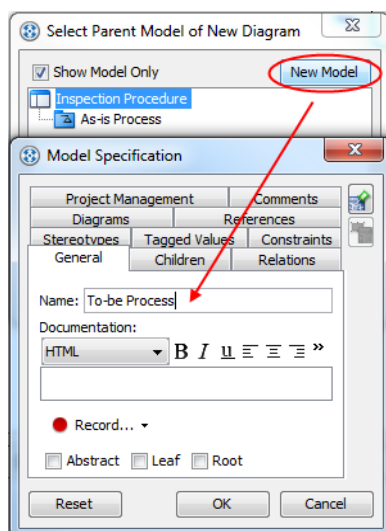 Select Parent Model of New Diagram
Show Model Only New Model
Inspection Procedure
As-is Process
Model Specification
Project Management Comments
Diagrams References
Stereotypes Tagged Values Constraints
General Children Relations
Name: To-be Process
Documentation:
HTML B I u »
Record...
Abstract Leaf Root
Reset OK Cancel